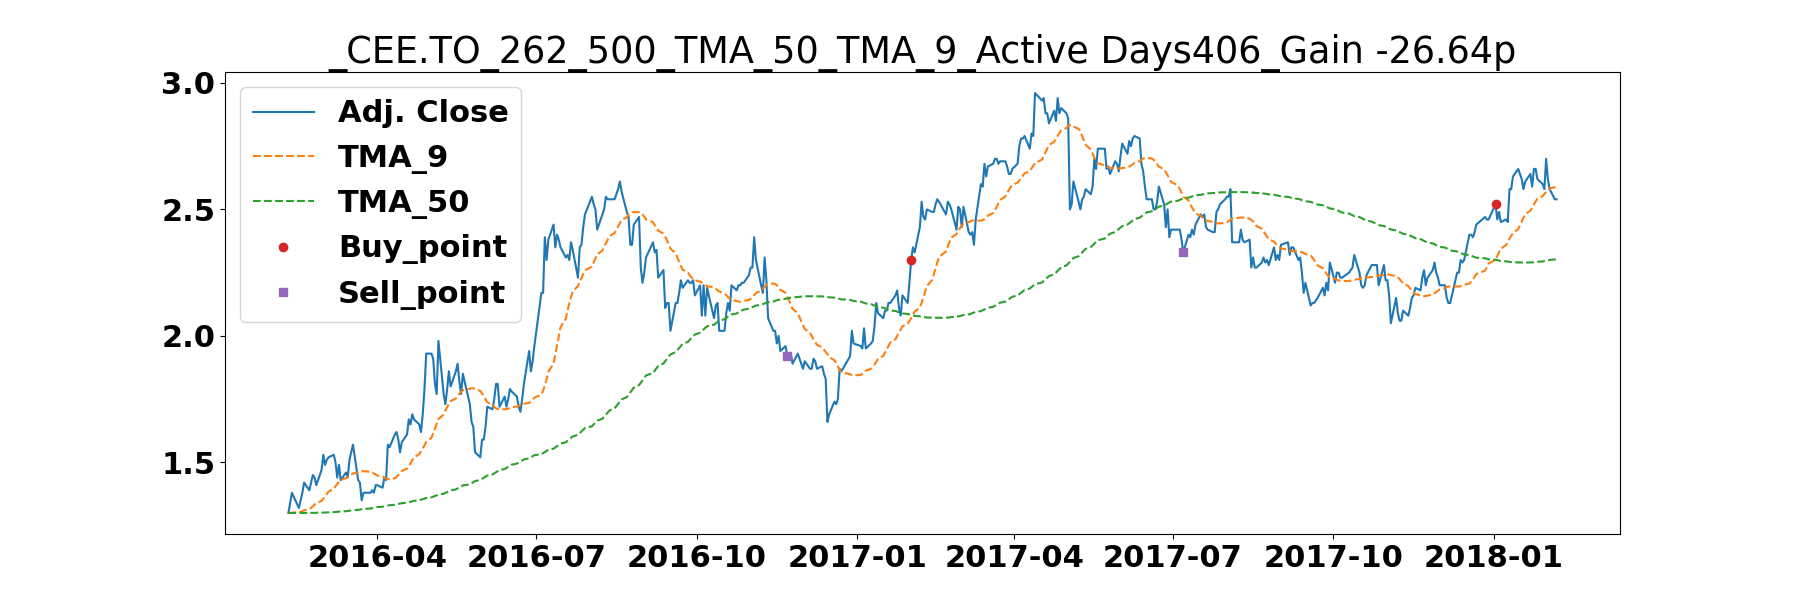 _CEE.TO_262_500_TMA_50_TMA_9_Active Days406_Gain -26.64p
3.0
2.5
2.0
1.5
Adj. Close
TMA_9
TMA_50
Buy_point
Sell_point
2016-04 2016-07 2016-10 2017-01 2017-04 2017-07 2017-10 2018-01